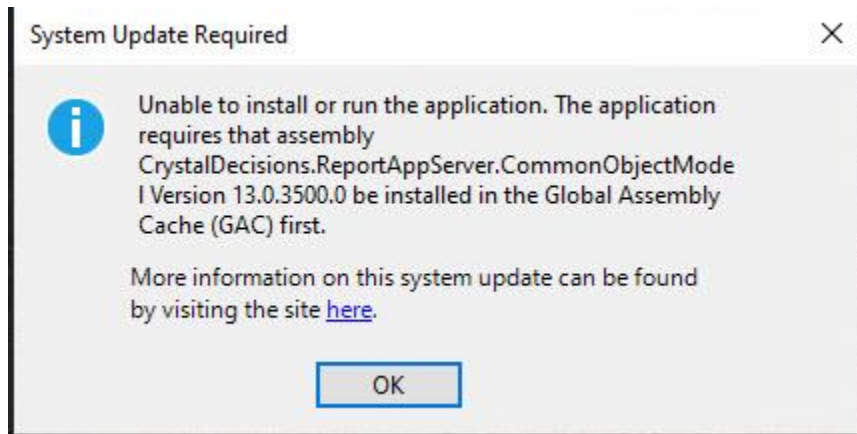 System Update Required
Unable to install or run the application. The application
requires that assembly
CrystalDecisions.ReportAppServer.CommonObjectMode
l Version 13.0.3500.0 be installed in the Global Assembly
Cache (GAC) first.
More information on this system update can be found
by visiting the site here.
OK